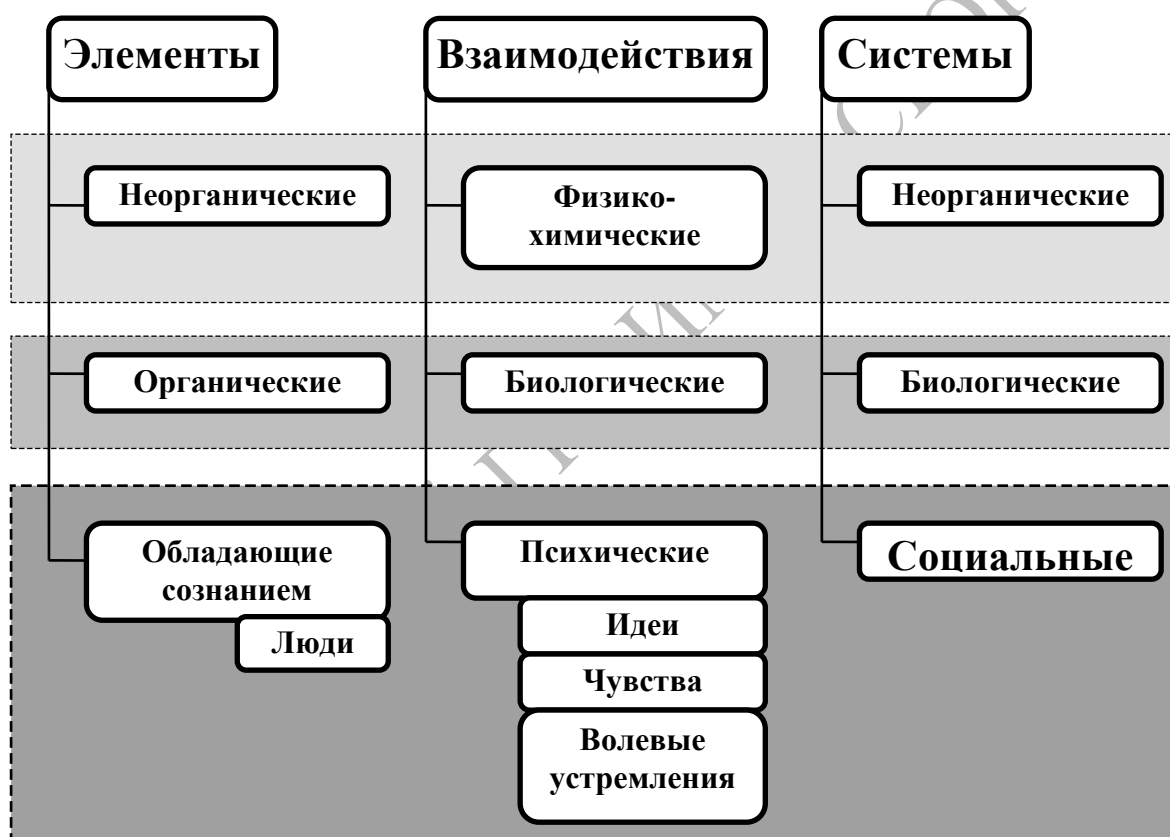 Элементы
Взаимодействия
Системы
Неорганические
Физико-
химические
Неорганические
Органические
Биологические
Биологические
Обладающие
сознанием
Люди
Психические
Идеи
Чувства
Волевые
устремления
Социальные